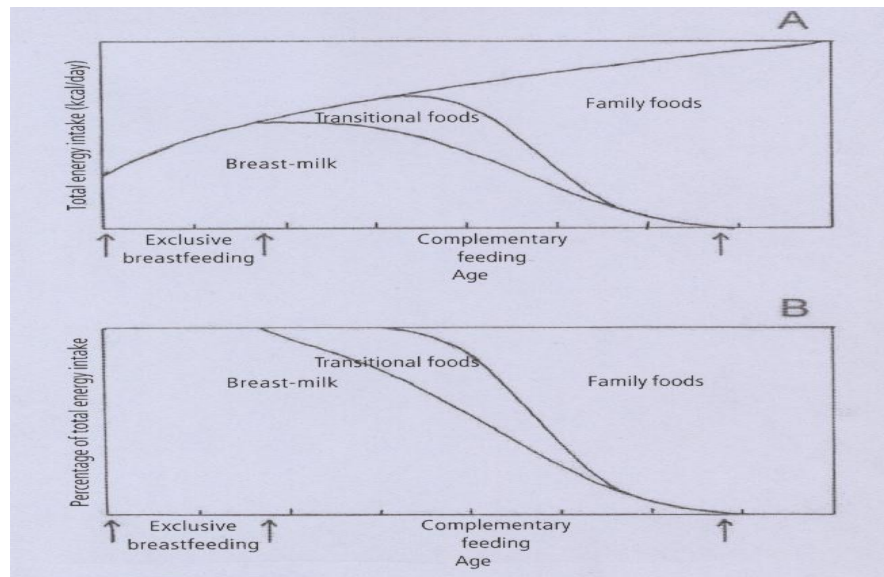 A
Total energy intake (kcal/day)
Family foods
Transitional foods
Breast-milk
Exclusive
breastfeeding
Complementary
feeding
Age
B
Percentage of total energy intake
Transitional foods
Breast-milk
Family foods
Exclusive
breastfeeding
Complementary
feeding
Age